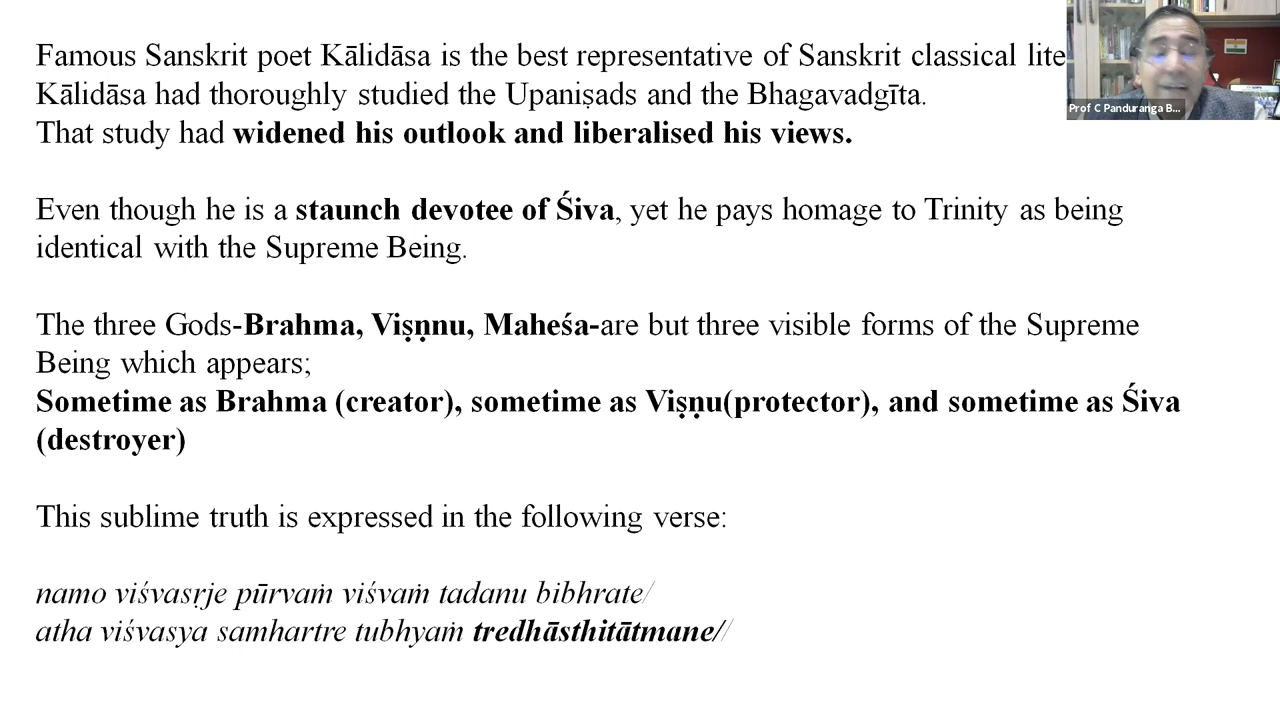 Famous Sanskrit poet Kālidāsa is the best representative of Sanskrit classical lite
Kālidāsa had thoroughly studied the Upaniṣads and the Bhagavadgīta.
That study had widened his outlook and liberalised his views.
Even though he is a staunch devotee of Śiva, yet he pays homage to Trinity as being
identical with the Supreme Being.
The three Gods-Brahma, Viṣṇnu, Maheśa-are but three visible forms of the Supreme
Being which appears;
Sometime as Brahma (creator), sometime as Viṣṇu(protector), and sometime as Śiva
(destroyer)
This sublime truth is expressed in the following verse:
namo viśvasṛje pūrvaṁ viśvaṁ tadanu bibhrate/
atha viśvasya samhartre tubhyaṁ tredhāsthitātmane//
Prof C Panduranga B...